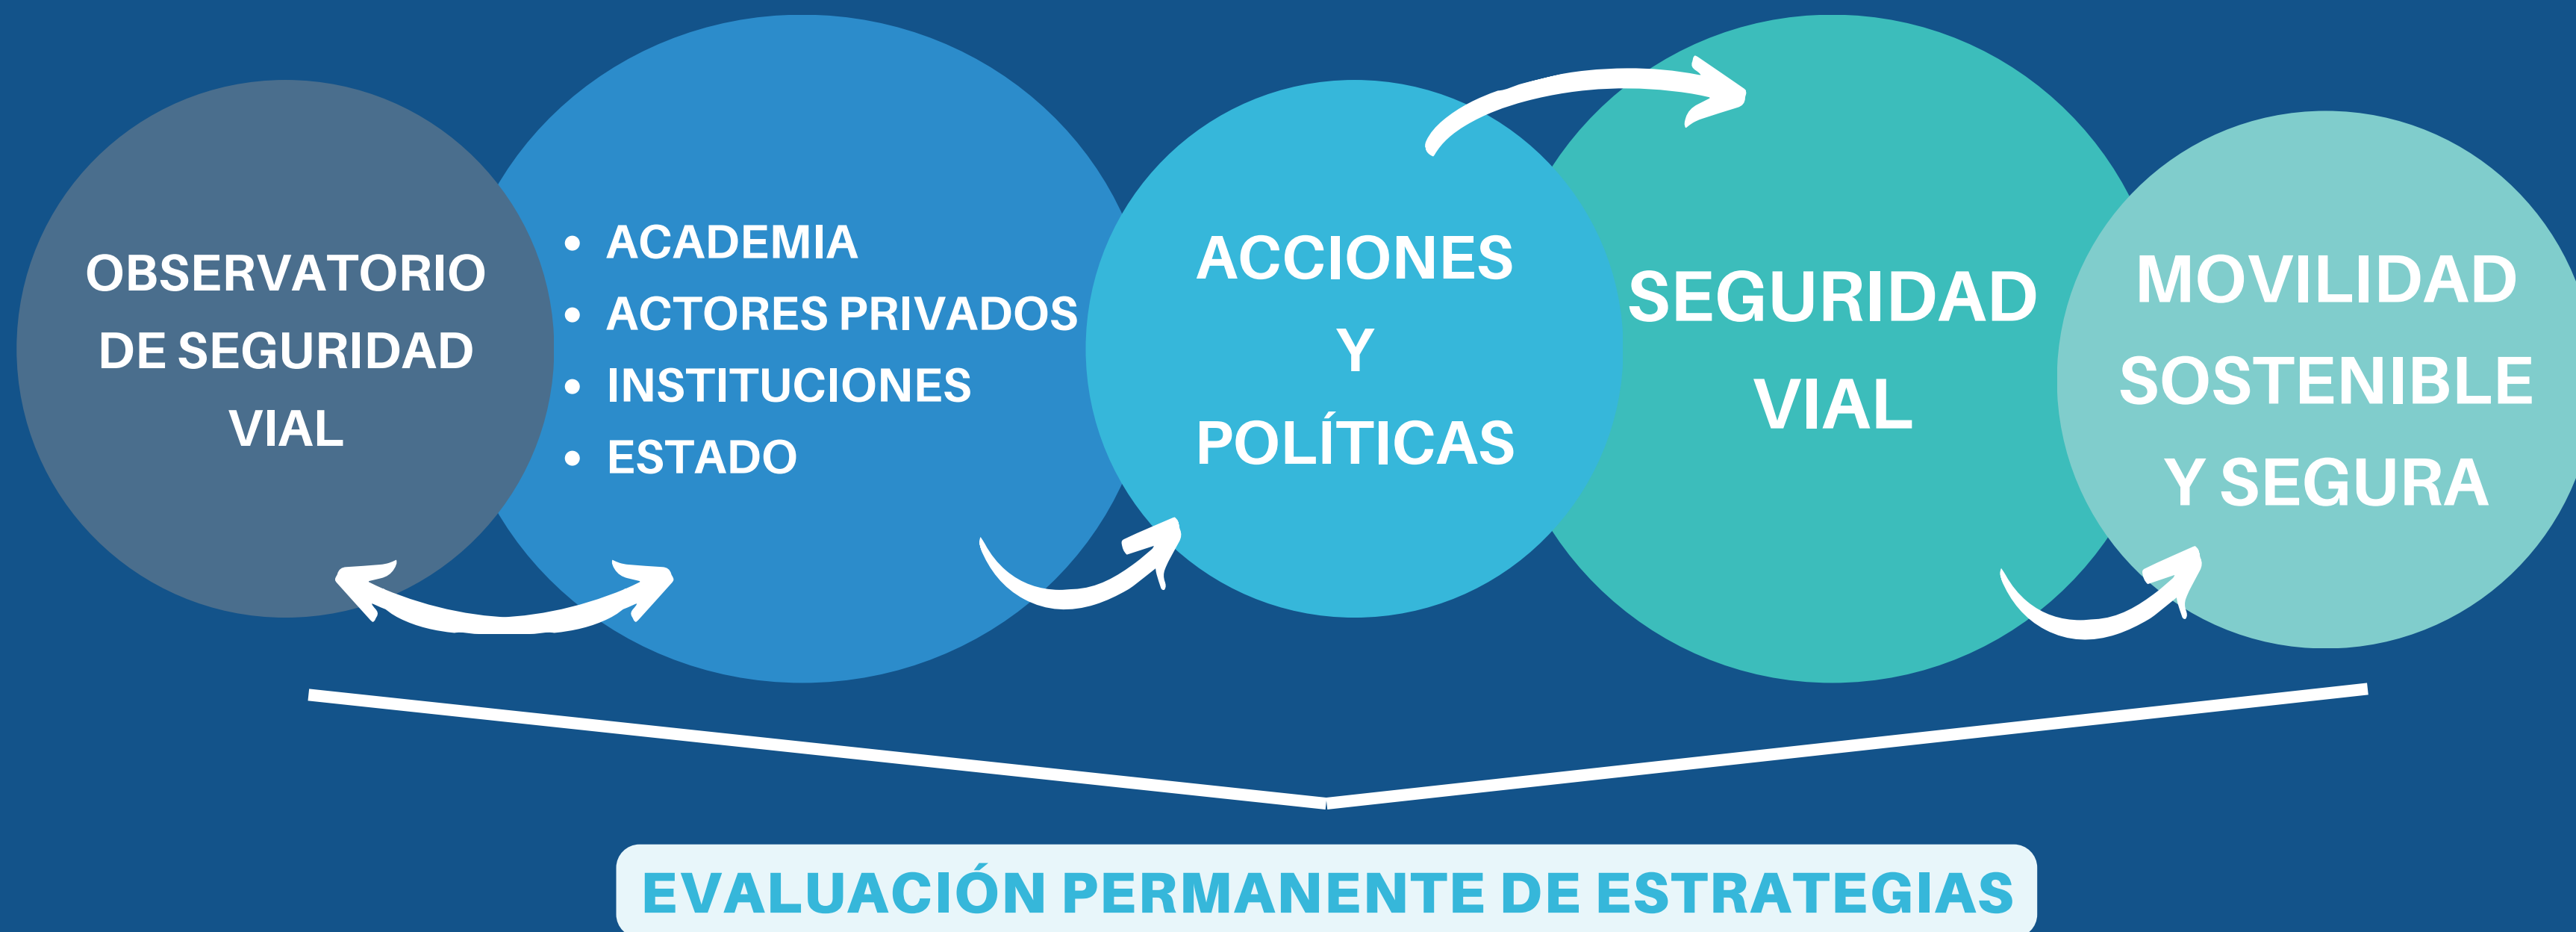 OBSERVATORIO
DE SEGURIDAD
VIAL
• ACADEMIA
• ACTORES PRIVADOS
• INSTITUCIONES
• ESTADO
ACCIONES
Y
POLÍTICAS
SEGURIDAD
VIAL
MOVILIDAD
SOSTENIBLE
Y SEGURA
EVALUACIÓN PERMANENTE DE ESTRATEGIAS